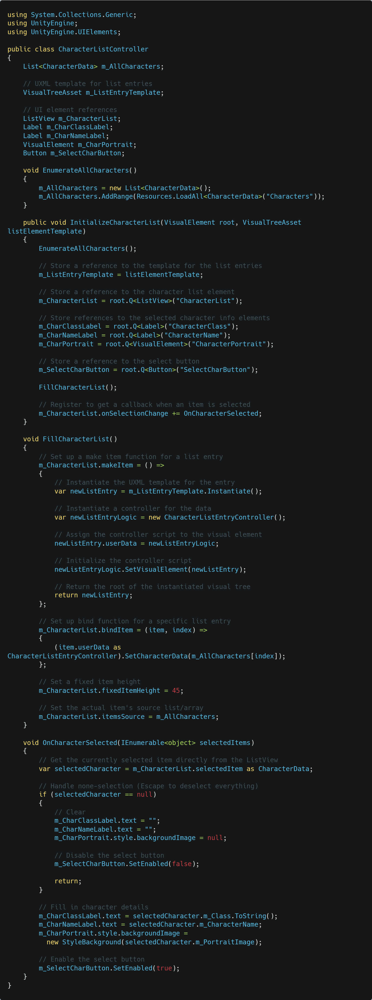 using System.Collections.Generic;
using UnityEngine;
using UnityEngine.UIElements;

public class CharacterListController
{
    List<CharacterData> m_AllCharacters;

    // UXML template for list entries
    VisualTreeAsset m_ListEntryTemplate;

    // UI element references
    ListView m_CharacterList;
    Label m_CharClassLabel;
    Label m_CharNameLabel;
    VisualElement m_CharPortrait;
    Button m_SelectCharButton;

    void EnumerateAllCharacters()
    {
        m_AllCharacters = new List<CharacterData>();
        m_AllCharacters.AddRange(Resources.LoadAll<CharacterData>("Characters"));
    }

    public void InitializeCharacterList(VisualElement root, VisualTreeAsset
listElementTemplate)
    {
        EnumerateAllCharacters();

        // Store a reference to the template for the list entries
        m_ListEntryTemplate = listElementTemplate;

        // Store a reference to the character list element
        m_CharacterList = root.Q<ListView>("CharacterList");

        // Store references to the selected character info elements
        m_CharClassLabel = root.Q<Label>("CharacterClass");
        m_CharNameLabel = root.Q<Label>("CharacterName");
        m_CharPortrait = root.Q<VisualElement>("CharacterPortrait");

        // Store a reference to the select button
        m_SelectCharButton = root.Q<Button>("SelectCharButton");

        FillCharacterList();

        // Register to get a callback when an item is selected
        m_CharacterList.onSelectionChange += OnCharacterSelected;
    }

    void FillCharacterList()
    {
        // Set up a make item function for a list entry
        m_CharacterList.makeItem = () =>
        {
            // Instantiate the UXML template for the entry
            var newListEntry = m_ListEntryTemplate.Instantiate();

            // Instantiate a controller for the data
            var newListEntryLogic = new CharacterListEntryController();

            // Assign the controller script to the visual element
            newListEntry.userData = newListEntryLogic;

            // Initialize the controller script
            newListEntryLogic.SetVisualElement(newListEntry);

            // Return the root of the instantiated visual tree
            return newListEntry;
        };

        // Set up bind function for a specific list entry
        m_CharacterList.bindItem = (item, index) =>
        {
            (item.userData as
CharacterListEntryController).SetCharacterData(m_AllCharacters[index]);
        };

        // Set a fixed item height
        m_CharacterList.fixedItemHeight = 45;

        // Set the actual item's source list/array
        m_CharacterList.itemsSource = m_AllCharacters;
    }

    void OnCharacterSelected(IEnumerable<object> selectedItems)
    {
        // Get the currently selected item directly from the ListView
        var selectedCharacter = m_CharacterList.selectedItem as CharacterData;

        // Handle none-selection (Escape to deselect everything)
        if (selectedCharacter == null)
        {
            // Clear
            m_CharClassLabel.text = "";
            m_CharNameLabel.text = "";
            m_CharPortrait.style.backgroundImage = null;

            // Disable the select button
            m_SelectCharButton.SetEnabled(false);

            return;
        }

        // Fill in character details
        m_CharClassLabel.text = selectedCharacter.m_Class.ToString();
        m_CharNameLabel.text = selectedCharacter.m_CharacterName;
        m_CharPortrait.style.backgroundImage =
          new StyleBackground(selectedCharacter.m_PortraitImage);

        // Enable the select button
        m_SelectCharButton.SetEnabled(true);
    }
}